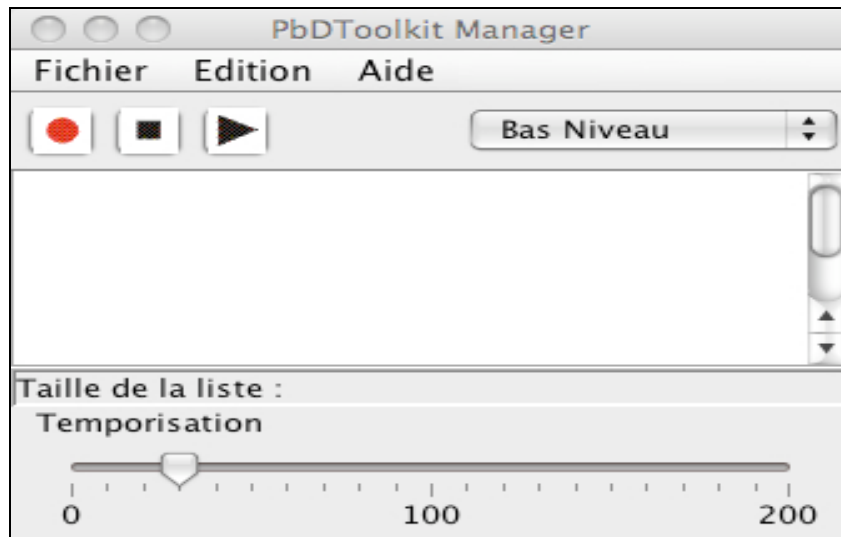 PbDToolkit Manager
Fichier Edition Aide
Bas Niveau
Taille de la liste :
Temporisation
0 100 200